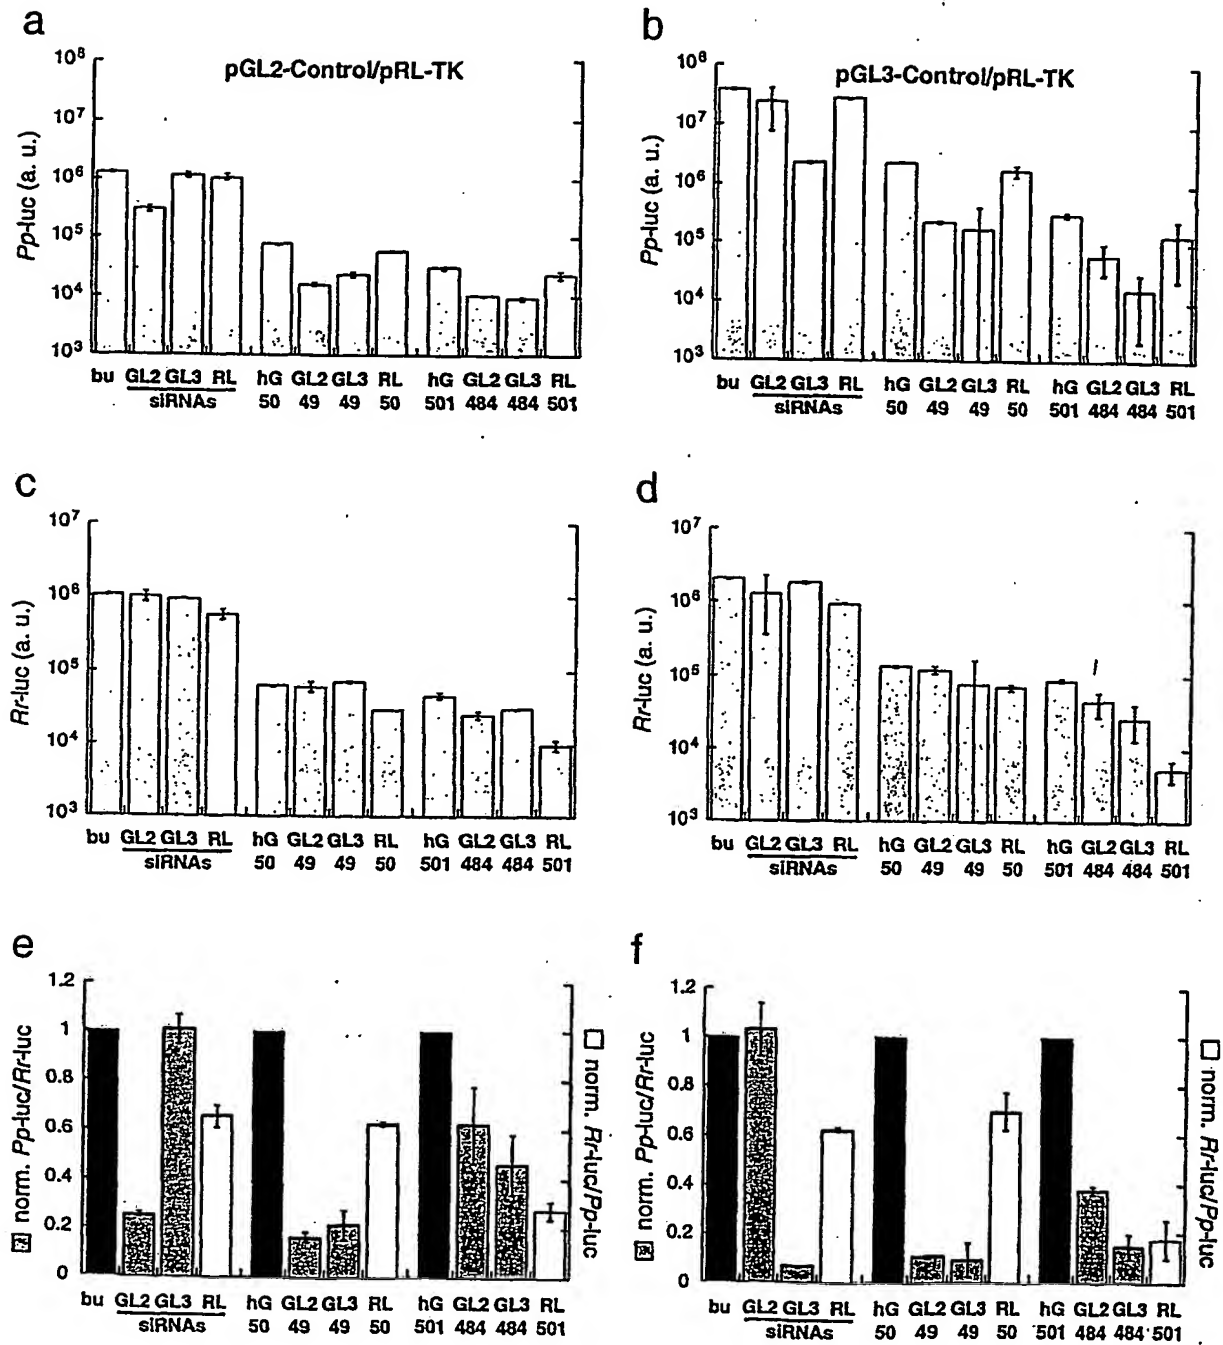 a
pGL2-Control/pRL-TK
Pp-luc (a. u.)
10⁸
10⁷
10⁶
10⁵
10⁴
10³
bu GL2 GL3 RL hG GL2 GL3 RL hG GL2 GL3 RL
siRNAs 50 49 49 50 501 484 484 501
b
pGL3-Control/pRL-TK
Pp-luc (a. u.)
10⁸
10⁷
10⁶
10⁵
10⁴
10³
bu GL2 GL3 RL hG GL2 GL3 RL hG GL2 GL3 RL
siRNAs 50 49 49 50 501 484 484 501
c
Rr-luc (a. u.)
10⁷
10⁶
10⁵
10⁴
10³
bu GL2 GL3 RL hG GL2 GL3 RL hG GL2 GL3 RL
siRNAs 50 49 49 50 501 484 484 501
d
Rr-luc (a. u.)
10⁷
10⁶
10⁵
10⁴
10³
bu GL2 GL3 RL hG GL2 GL3 RL hG GL2 GL3 RL
siRNAs 50 49 49 50 501 484 484 501
e
norm. Pp-luc/Rr-luc
1.2
1
0.8
0.6
0.4
0.2
0
norm. Rr-luc/Pp-luc
bu GL2 GL3 RL hG GL2 GL3 RL hG GL2 GL3 RL
siRNAs 50 49 49 50 501 484 484 501
f
norm. Pp-luc/Rr-luc
1.2
1
0.8
0.6
0.4
0.2
0
norm. Rr-luc/Pp-luc
bu GL2 GL3 RL hG GL2 GL3 RL hG GL2 GL3 RL
siRNAs 50 49 49 50 501 484 484 501